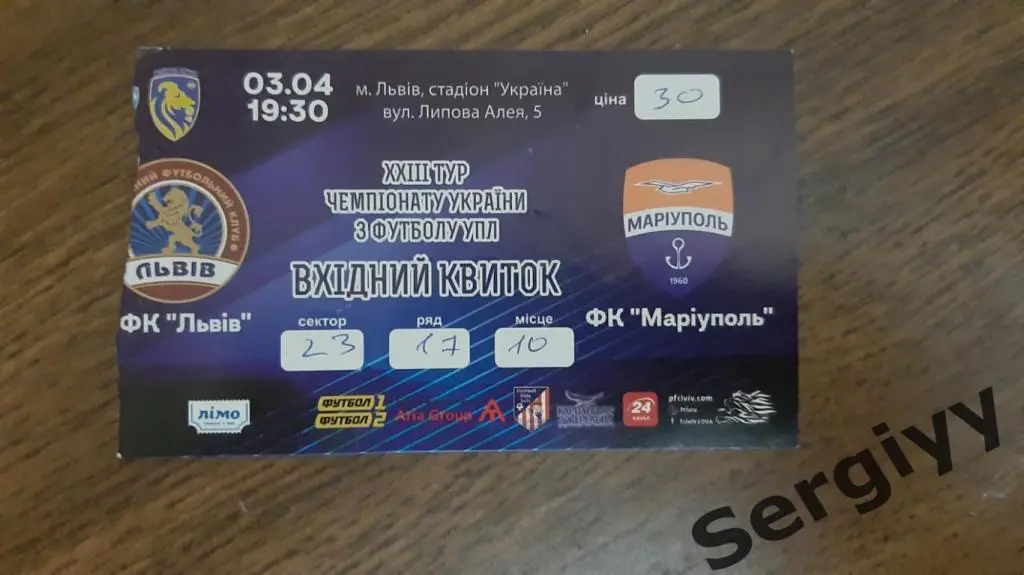 03.04
19:30
м. Львів, стадіон "Україна"
вул. Липова Алея, 5
ціна 30
XXIII ТУР
ЧЕМПІОНАТУ УКРАЇНИ
З ФУТБОЛУ УПЛ
ВХІДНИЙ КВИТОК
ФУТБОЛЬНИЙ КЛУБ
ЛЬВІВ
ФК "Львів"
МАРІУПОЛЬ
1960
ФК "Маріуполь"
сектор ряд місце
23 17 10
лімо
ФУТБОЛ 1
ФУТБОЛ 2
Aria Group
24
pfclviv.com
Sergiyy